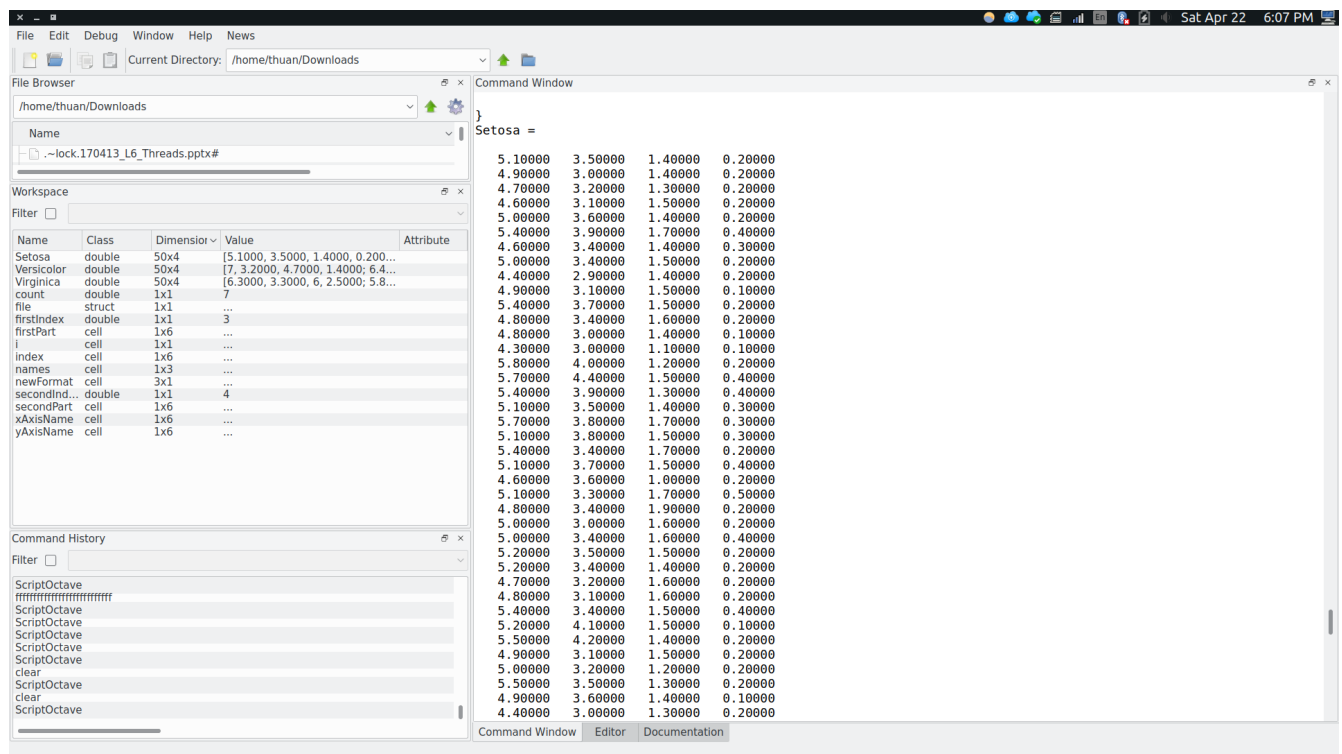 En Sat Apr 22 6:07 PM
File Edit Debug Window Help News
Current Directory: /home/thuan/Downloads
File Browser
/home/thuan/Downloads
Name
.~lock.170413_L6_Threads.pptx#
Workspace
Filter
Name Class Dimension Value Attribute
Setosa double 50x4 [5.1000, 3.5000, 1.4000, 0.200...
Versicolor double 50x4 [7, 3.2000, 4.7000, 1.4000; 6.4...
Virginica double 50x4 [6.3000, 3.3000, 6, 2.5000; 5.8...
count double 1x1 7
file struct 1x1 ...
firstIndex double 1x1 3
firstPart cell 1x6 ...
i cell 1x1 ...
index cell 1x6 ...
names cell 1x3 ...
newFormat cell 3x1 ...
secondInd... double 1x1 4
secondPart cell 1x6 ...
xAxisName cell 1x6 ...
yAxisName cell 1x6 ...
Command History
Filter
ScriptOctave
ScriptOctave
ScriptOctave
ScriptOctave
ScriptOctave
ScriptOctave
clear
ScriptOctave
clear
ScriptOctave
Command Window
}
Setosa =
5.10000 3.50000 1.40000 0.20000
4.90000 3.00000 1.40000 0.20000
4.70000 3.20000 1.30000 0.20000
4.60000 3.10000 1.50000 0.20000
5.00000 3.60000 1.40000 0.20000
5.40000 3.90000 1.70000 0.40000
4.60000 3.40000 1.40000 0.30000
5.00000 3.40000 1.50000 0.20000
4.40000 2.90000 1.40000 0.20000
4.90000 3.10000 1.50000 0.10000
5.40000 3.70000 1.50000 0.20000
4.80000 3.40000 1.60000 0.20000
4.80000 3.00000 1.40000 0.10000
4.30000 3.00000 1.10000 0.10000
5.80000 4.00000 1.20000 0.20000
5.70000 4.40000 1.50000 0.40000
5.40000 3.90000 1.30000 0.40000
5.10000 3.50000 1.40000 0.30000
5.70000 3.80000 1.70000 0.30000
5.10000 3.80000 1.50000 0.30000
5.40000 3.40000 1.70000 0.20000
5.10000 3.70000 1.50000 0.40000
4.60000 3.60000 1.00000 0.20000
5.10000 3.30000 1.70000 0.50000
4.80000 3.40000 1.90000 0.20000
5.00000 3.00000 1.60000 0.20000
5.00000 3.40000 1.60000 0.40000
5.20000 3.50000 1.50000 0.20000
5.20000 3.40000 1.40000 0.20000
4.70000 3.20000 1.60000 0.20000
4.80000 3.10000 1.60000 0.20000
5.40000 3.40000 1.50000 0.40000
5.20000 4.10000 1.50000 0.10000
5.50000 4.20000 1.40000 0.20000
4.90000 3.10000 1.50000 0.20000
5.00000 3.20000 1.20000 0.20000
5.50000 3.50000 1.30000 0.20000
4.90000 3.60000 1.40000 0.10000
4.40000 3.00000 1.30000 0.20000
Command Window Editor Documentation